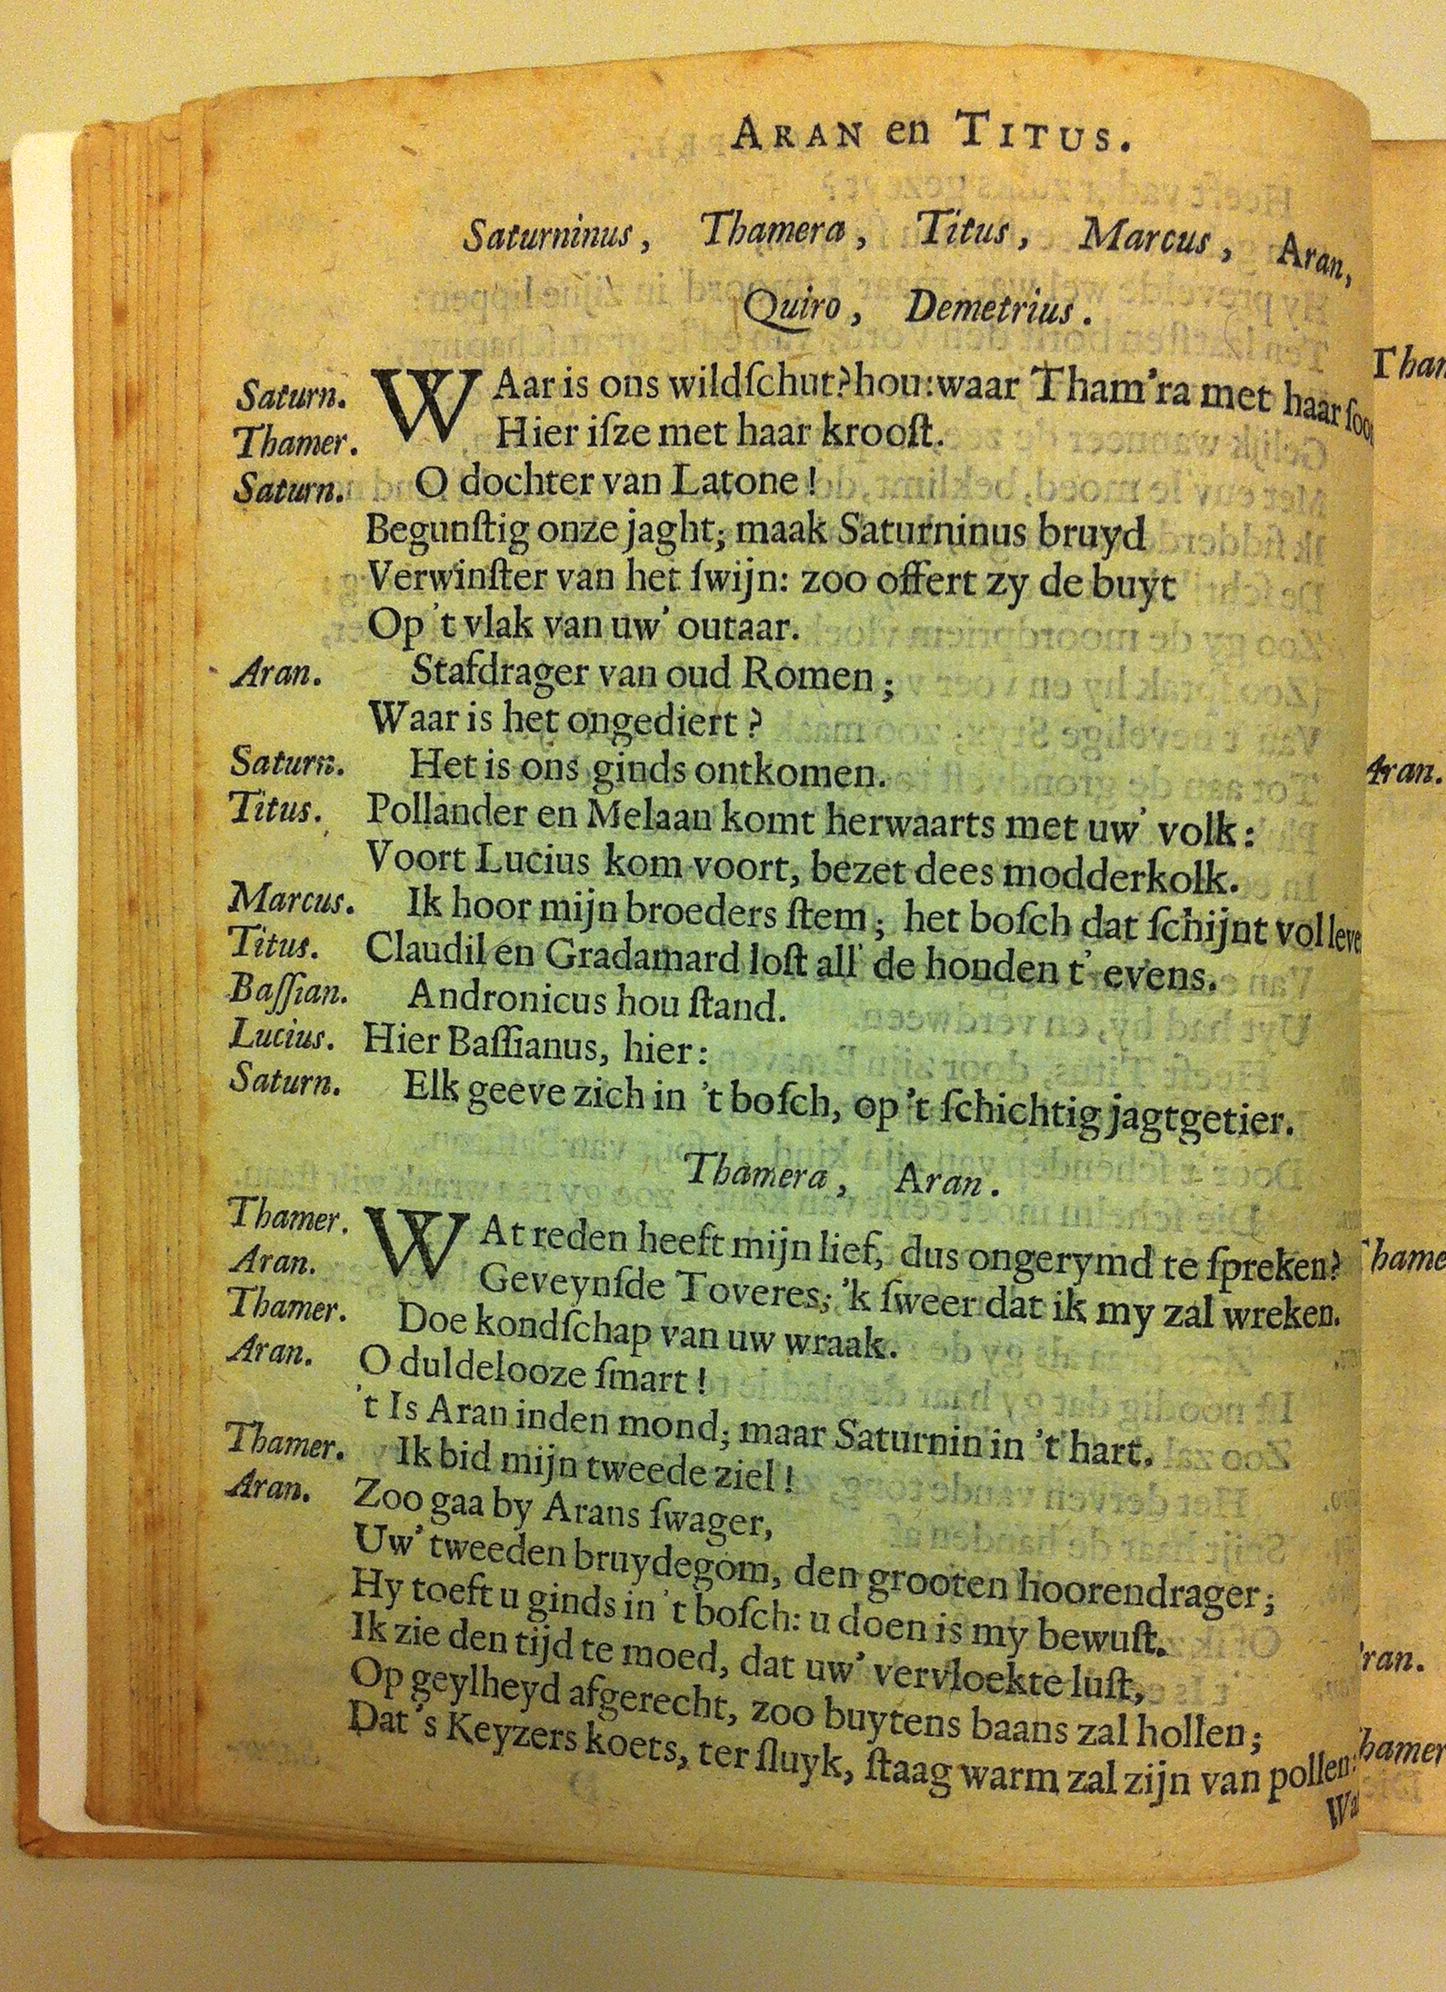 ARAN en TITUS.
Saturninus, Thamera, Titus, Marcus, Aran,
Quiro, Demetrius.
Saturn. WAar is ons wildſchut? hou: waar Tham'ra met haar
Thamer. Hier iſze met haar krooſt.
Saturn. O dochter van Latone!
Begunſtig onze jaght; maak Saturninus bruyd
Verwinſter van het ſwijn: zoo offert zy de buyt
Op 't vlak van uw' outaar.
Aran. Stafdrager van oud Romen;
Waar is het ongediert?
Saturn. Het is ons ginds ontkomen.
Titus. Pollander en Melaan komt herwaarts met uw' volk:
Voort Lucius kom voort, bezet dees modderkolk.
Marcus. Ik hoor mijn broeders ſtem; het boſch dat ſchijnt vol
Titus. Claudil en Gradamard loſt all' de honden t' evens.
Baſſian. Andronicus hou ſtand.
Lucius. Hier Baſſianus, hier:
Saturn. Elk geeve zich in 't boſch, op 't ſchichtig jagtgetier.
Thamera, Aran.
Thamer. WAt reden heeft mijn lief, dus ongerymd te ſpreken?
Aran. Geveynſde Toveres; 'k ſweer dat ik my zal wreken.
Thamer. Doe kondſchap van uw wraak.
Aran. O duldelooze ſmart!
't Is Aran inden mond; maar Saturnin in 't hart.
Thamer. Ik bid mijn tweede ziel!
Aran. Zoo gaa by Arans ſwager,
Uw' tweeden bruydegom, den grooten hoorendrager;
Hy toeft u ginds in 't boſch: u doen is my bewuſt.
Ik zie den tijd te moed, dat uw' vervloekte luſt,
Op geylheyd afgerecht, zoo buytens baans zal hollen;
Dat 's Keyzers koets, ter ſluyk, ſtaag warm zal zijn van pollen:
Aran.